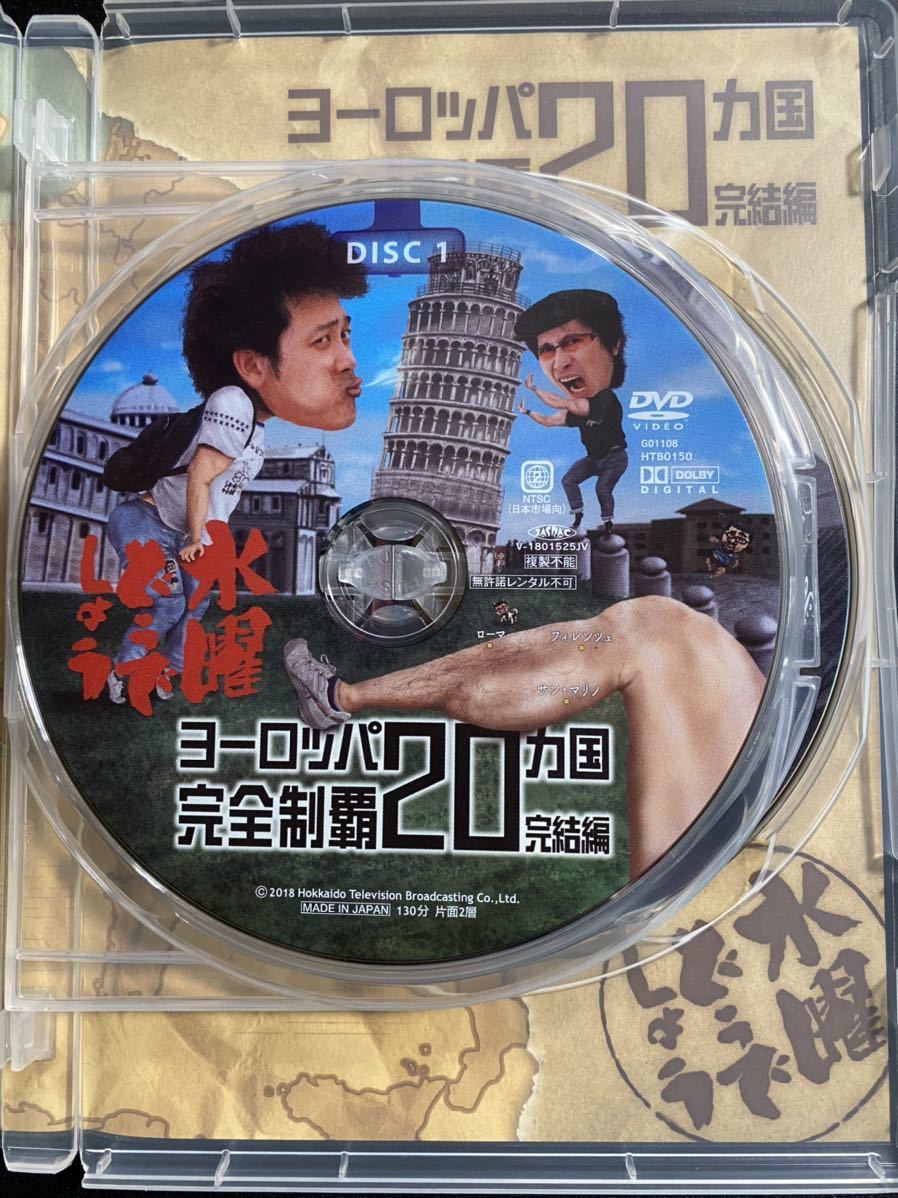 ヨーロッパ20カ国
完結編
DISC 1
DVD
VIDEO
G01108
HTB0150
DOLBY
DIGITAL
2
NTSC
(日本市場向)
JASRAC
V-1801525JV
複製不能
無許諾レンタル不可
水曜
どうで
しょう
ローマ
フィレンツェ
サン・マリノ
ヨーロッパ20カ国
完全制覇
完結編
©2018 Hokkaido Television Broadcasting Co.,Ltd.
MADE IN JAPAN 130分 片面2層
水曜
どうで
しょう